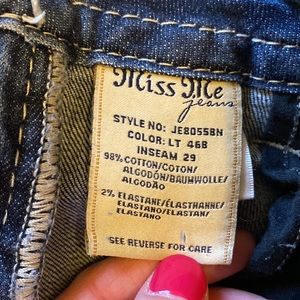 Miss Me
jeans
STYLE NO: JE8055BN
COLOR: LT 46B
INSEAM 29
98% COTTON/COTON/
ALGODÓN/BAUMWOLLE/
ALGODÃO
2% ELASTANE/ÉLASTHANNE/
ELASTANO/ELASTAN/
ELASTANO
SEE REVERSE FOR CARE